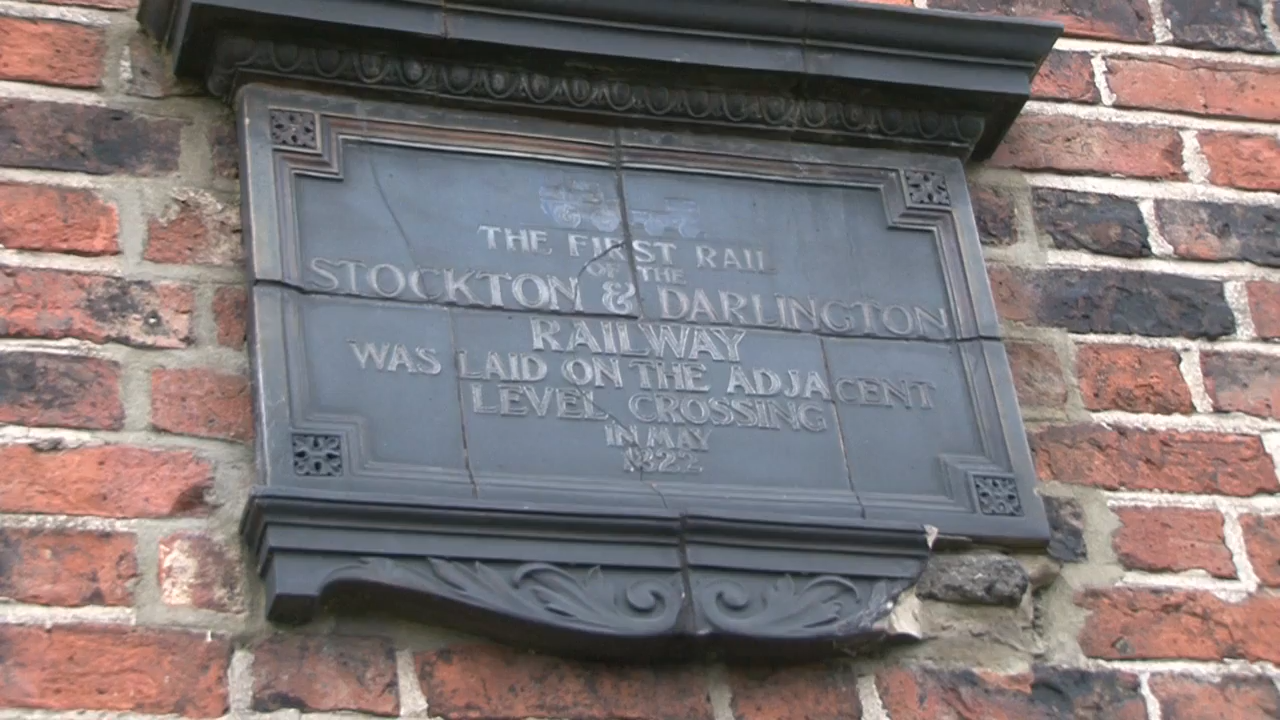 THE FIRST RAIL
OF THE
STOCKTON & DARLINGTON
RAILWAY
WAS LAID ON THE ADJACENT
LEVEL CROSSING
IN MAY
1822